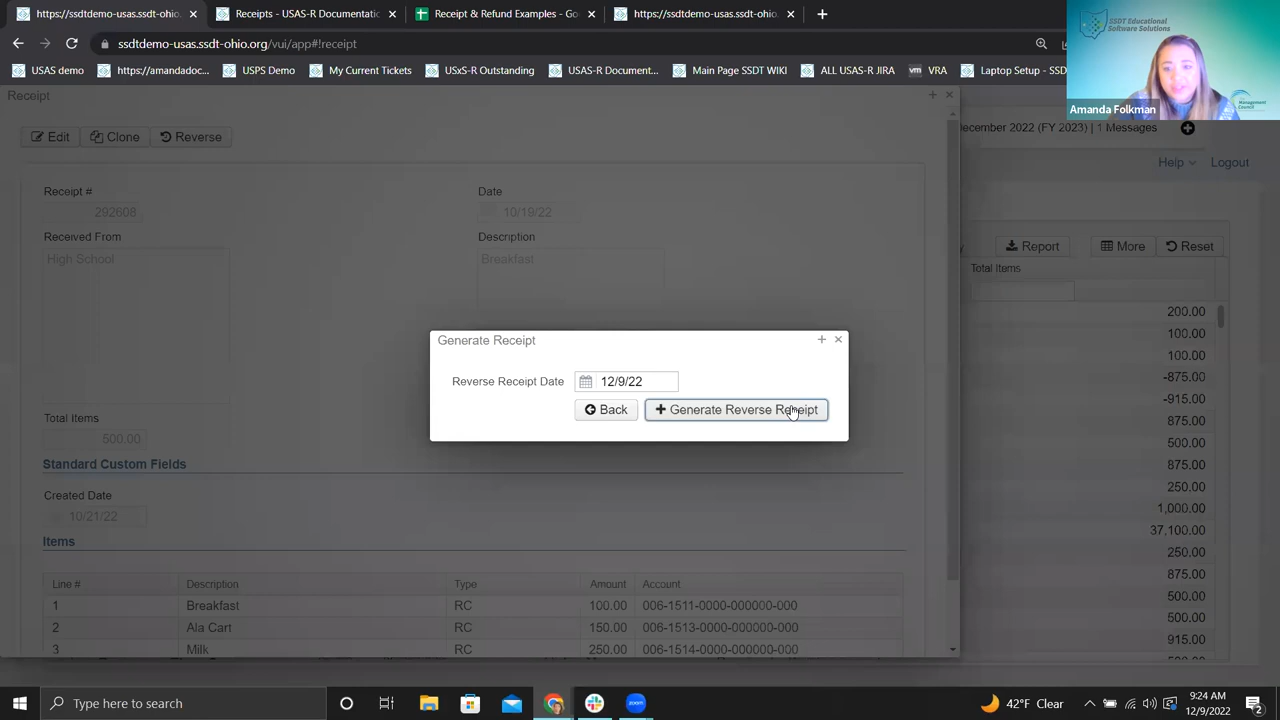 https://ssdtdemo-usas.ssdt-ohio. Receipts - USAS-R Documentatio Receipt & Refund Examples - Goo https://ssdtdemo-usas.ssdt-ohio.
ssdtdemo-usas.ssdt-ohio.org/vui/app#!receipt
SSDT Educational
Software Solutions
USAS demo https://amandadoc... USPS Demo My Current Tickets USxS-R Outstanding USAS-R Document... Main PAGE SSDT WIKI ALL USAS-R JIRA VRA Laptop Setup - SSD
Management
Council
Amanda Folkman
Receipt
December 2022 (FY 2023) | 1 Messages
Edit Clone Reverse
Help Logout
Receipt # Date
292608 10/19/22
Received From Description
High School Breakfast
Report More Reset
Total Items
200.00
100.00
100.00
-875.00
-915.00
875.00
500.00
875.00
250.00
1,000.00
37,100.00
250.00
875.00
500.00
500.00
915.00
Generate Receipt
Reverse Receipt Date 12/9/22
Back Generate Reverse Receipt
Total Items
500.00
Standard Custom Fields
Created Date
10/21/22
Items
Line # Description Type Amount Account
1 Breakfast RC 100.00 006-1511-0000-000000-000
2 Ala Cart RC 150.00 006-1513-0000-000000-000
3 Milk RC 250.00 006-1514-0000-000000-000
Type here to search
42°F Clear
9:24 AM
12/9/2022
2